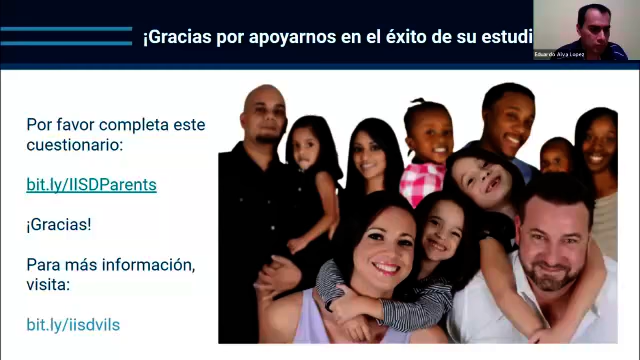 ¡Gracias por apoyarnos en el éxito de su estudi
Eduardo Alva Lopez
Por favor completa este
cuestionario:
bit.ly/IISDParents
¡Gracias!
Para más información,
visita:
bit.ly/iisdvils